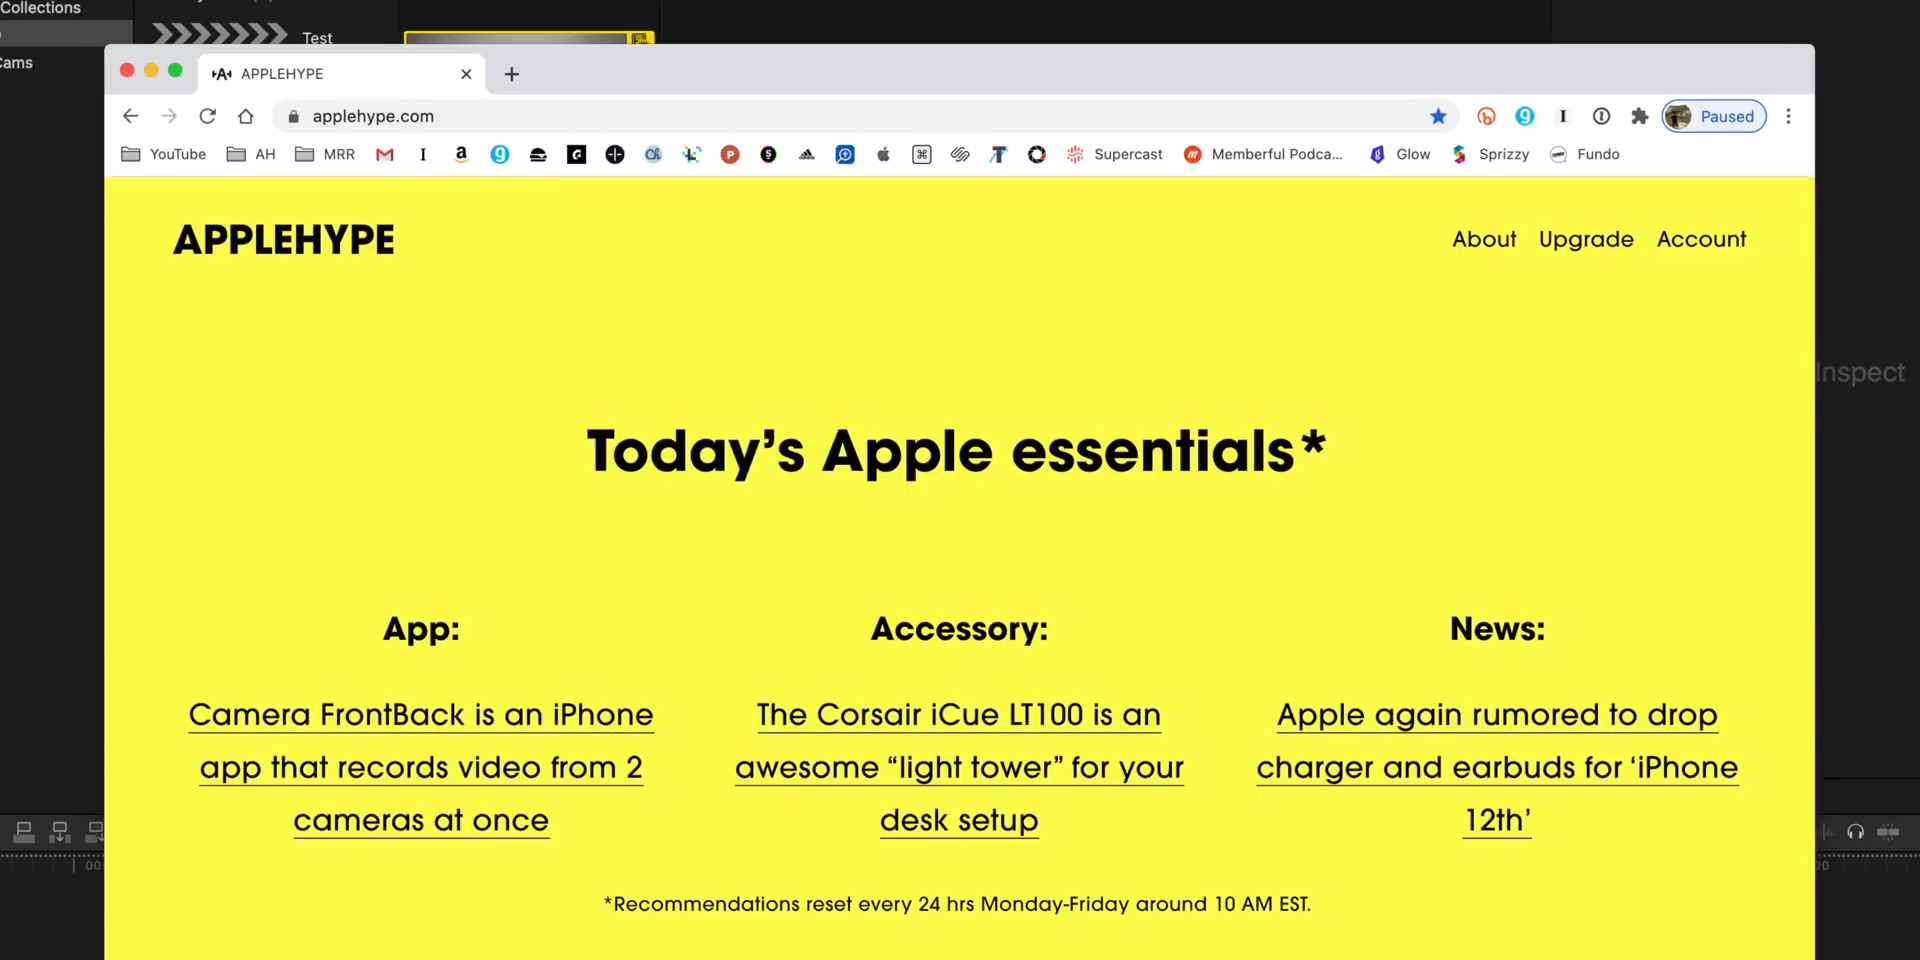 Collections
Test
Cams
APPLEHYPE
applehype.com
Paused
YouTube AH MRR Supercast Memberful Podca... Glow Sprizzy Fundo
APPLEHYPE
About Upgrade Account
Inspect
Today’s Apple essentials*
App:
Camera FrontBack is an iPhone
app that records video from 2
cameras at once
Accessory:
The Corsair iCue LT100 is an
awesome “light tower” for your
desk setup
News:
Apple again rumored to drop
charger and earbuds for ‘iPhone
12th’
*Recommendations reset every 24 hrs Monday-Friday around 10 AM EST.